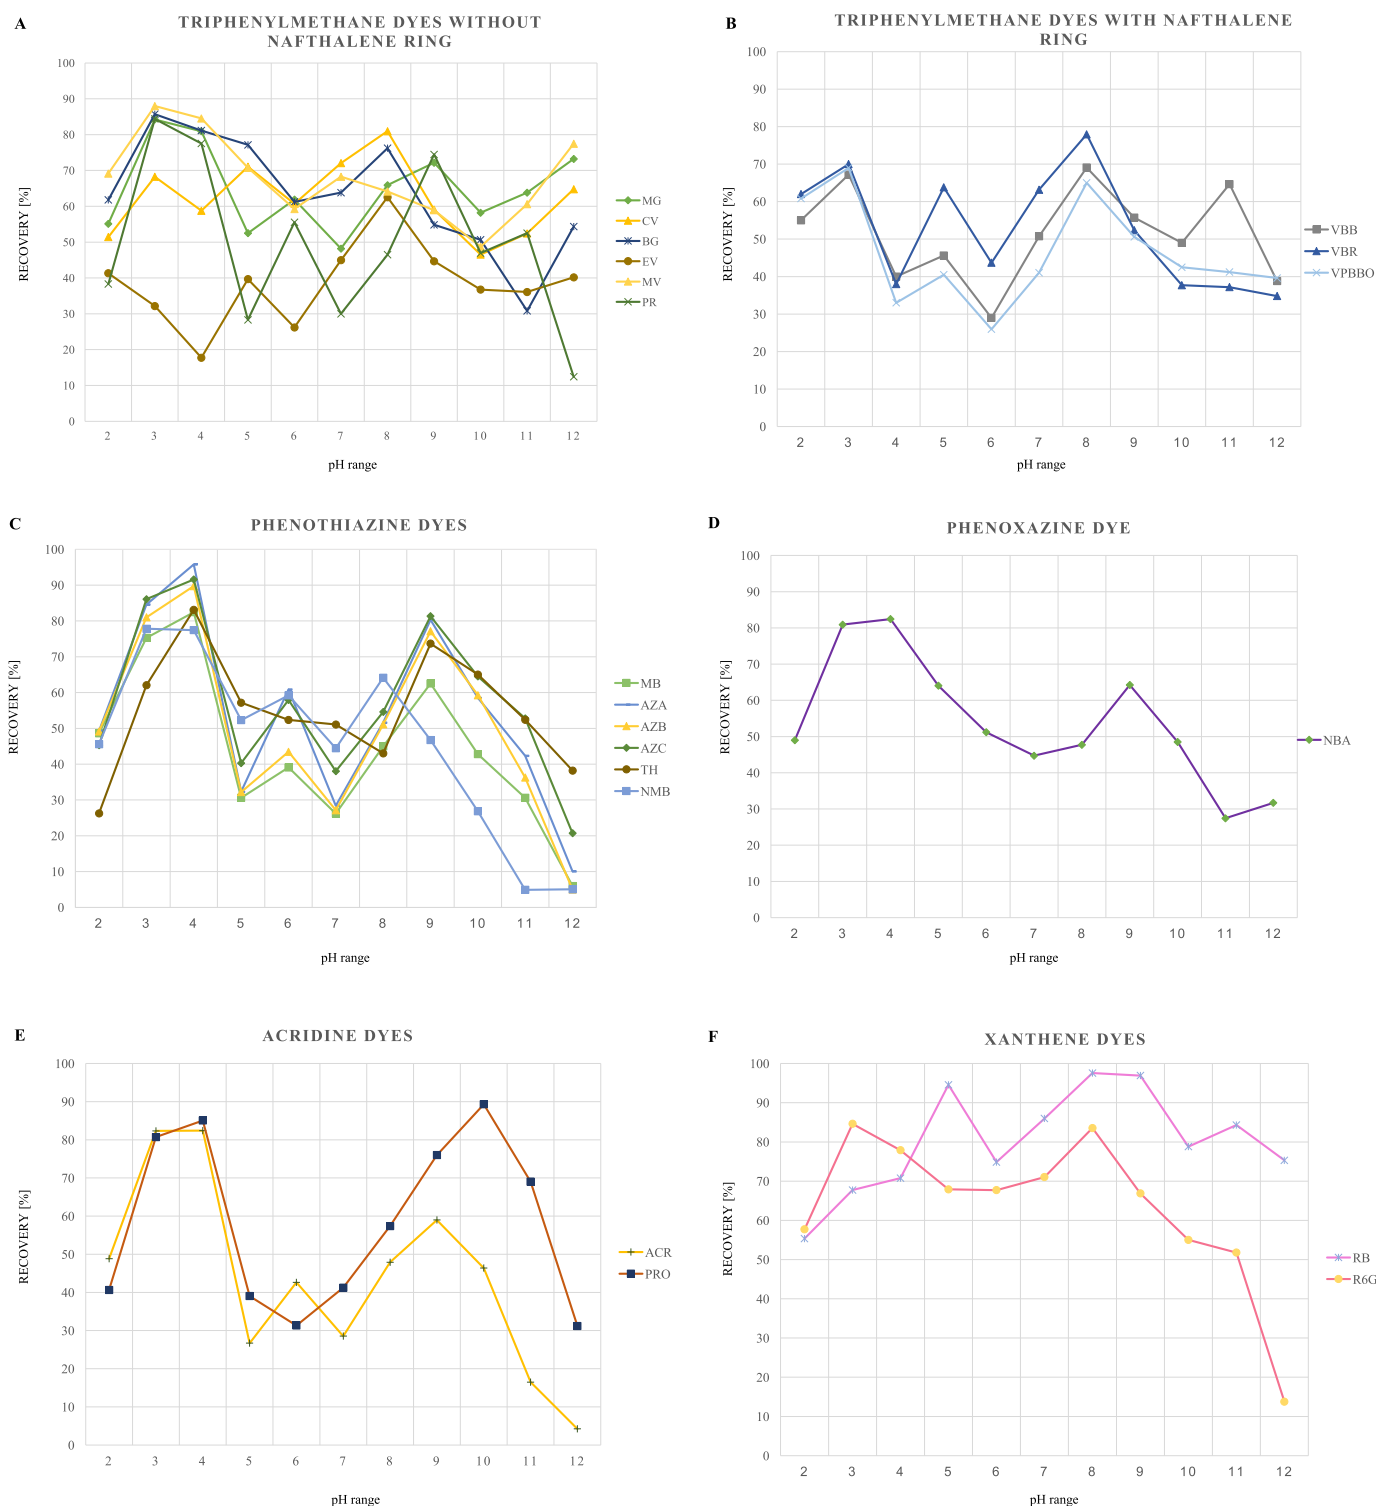 A
TRIPHENYLMETHANE DYES WITHOUT
NAFTHALENE RING
RECOVERY [%]
100
90
80
70
60
50
40
30
20
10
0
2 3 4 5 6 7 8 9 10 11 12
pH range
MG
CV
BG
EV
MV
PR
B
TRIPHENYLMETHANE DYES WITH NAFTHALENE
RING
RECOVERY [%]
100
90
80
70
60
50
40
30
20
10
0
2 3 4 5 6 7 8 9 10 11 12
pH range
VBB
VBR
VPBBO
C
PHENOTHIAZINE DYES
RECOVERY [%]
100
90
80
70
60
50
40
30
20
10
0
2 3 4 5 6 7 8 9 10 11 12
pH range
MB
AZA
AZB
AZC
TH
NMB
D
PHENOXAZINE DYE
RECOVERY [%]
100
90
80
70
60
50
40
30
20
10
0
2 3 4 5 6 7 8 9 10 11 12
pH range
NBA
E
ACRIDINE DYES
RECOVERY [%]
100
90
80
70
60
50
40
30
20
10
0
2 3 4 5 6 7 8 9 10 11 12
pH range
ACR
PRO
F
XANTHENE DYES
RECOVERY [%]
100
90
80
70
60
50
40
30
20
10
0
2 3 4 5 6 7 8 9 10 11 12
pH range
RB
R6G